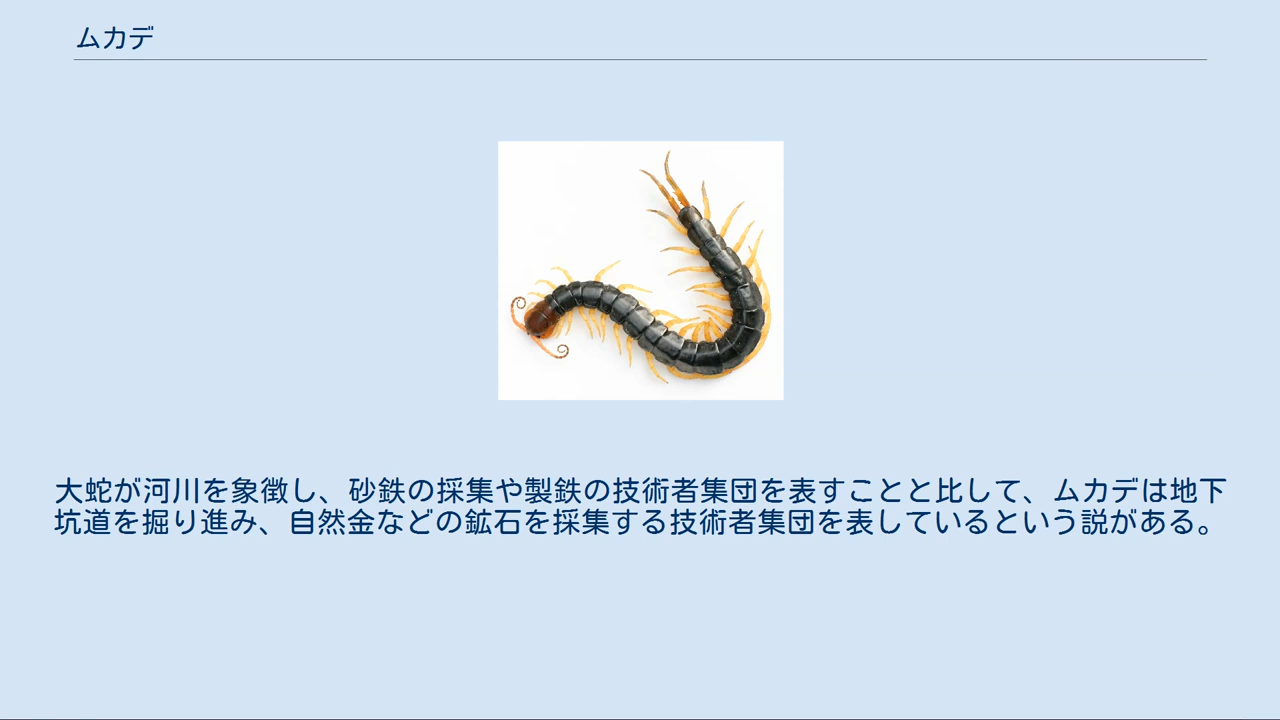 ムカデ
大蛇が河川を象徴し、砂鉄の採集や製鉄の技術者集団を表すことと比して、ムカデは地下
坑道を掘り進み、自然金などの鉱石を採集する技術者集団を表しているという説がある。